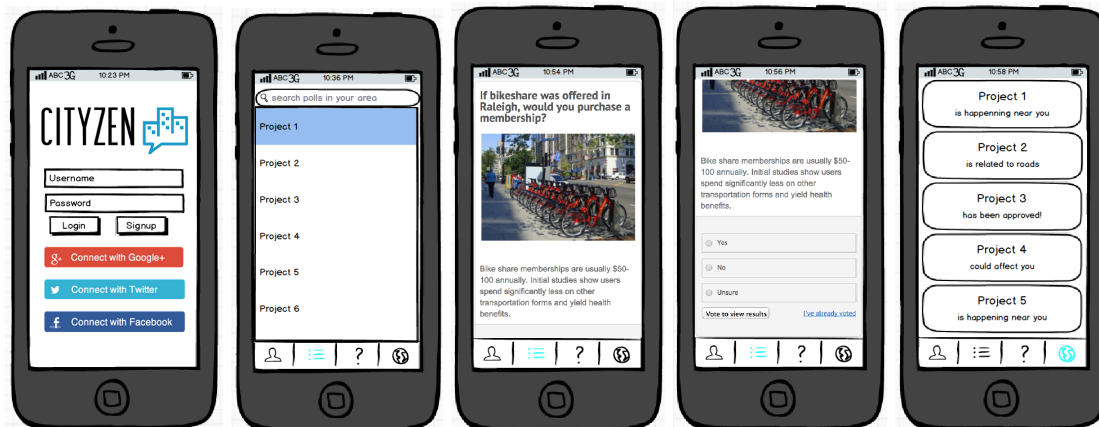 ABC 3G 10:23 PM
CITYZEN
Username
Password
Login Signup
g+ Connect with Google+
Connect with Twitter
f Connect with Facebook
ABC 3G 10:36 PM
search polls in your area
Project 1
Project 2
Project 3
Project 4
Project 5
Project 6
?
ABC 3G 10:54 PM
If bikeshare was offered in
Raleigh, would you purchase a
membership?
Bike share memberships are usually $50-
100 annually. Initial studies show users
spend significantly less on other
transportation forms and yield health
benefits.
?
ABC 3G 10:56 PM
Bike share memberships are usually $50-
100 annually. Initial studies show users
spend significantly less on other
transportation forms and yield health
benefits.
Yes
No
Unsure
Vote to view results I've already voted
?
ABC 3G 10:58 PM
Project 1
is happening near you
Project 2
is related to roads
Project 3
has been approved!
Project 4
could affect you
Project 5
is happening near you
?